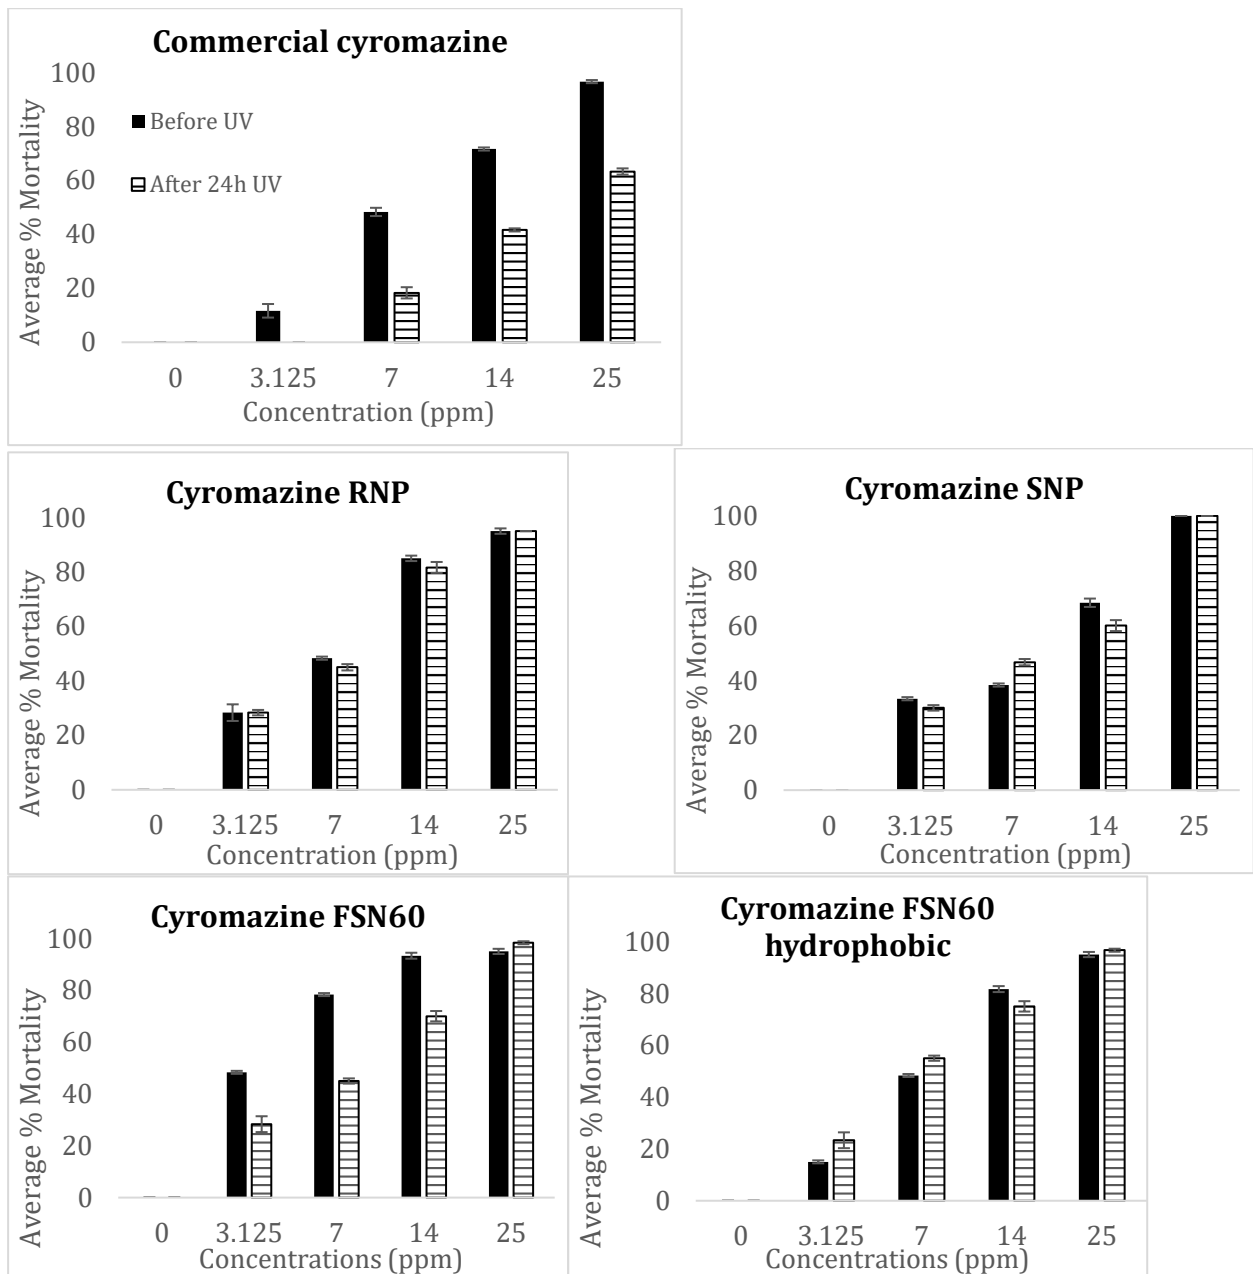 Commercial cyromazine
Average % Mortality
100
80
60
40
20
0
Before UV
After 24h UV
0 3.125 7 14 25
Concentration (ppm)
Cyromazine RNP
Average % Mortality
100
80
60
40
20
0
0 3.125 7 14 25
Concentration (ppm)
Cyromazine SNP
Average % Mortality
100
80
60
40
20
0
0 3.125 7 14 25
Concentration (ppm)
Cyromazine FSN60
Average % Mortality
100
80
60
40
20
0
0 3.125 7 14 25
Concentrations (ppm)
Cyromazine FSN60
hydrophobic
Average % Mortality
100
80
60
40
20
0
0 3.125 7 14 25
Concentrations (ppm)